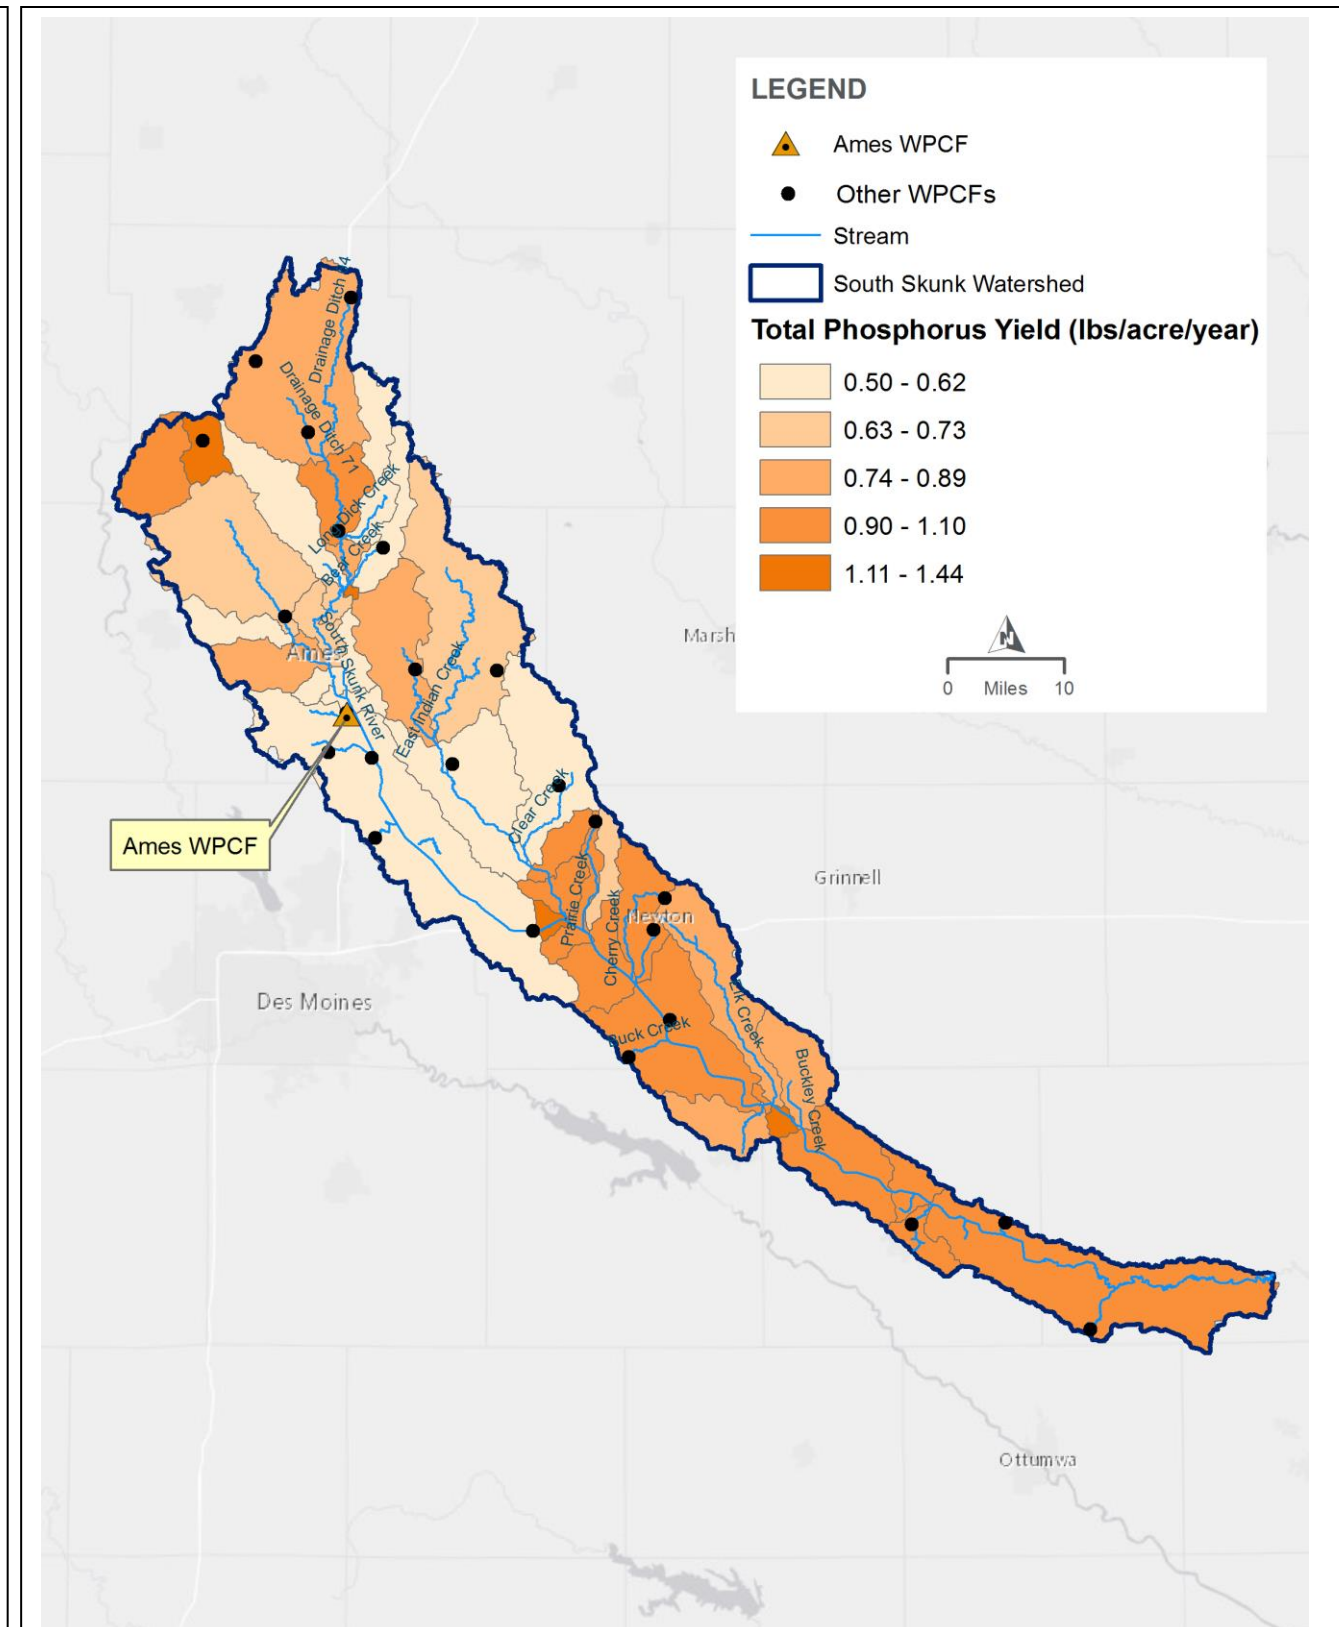 LEGEND
Ames WPCF
Other WPCFs
Stream
South Skunk Watershed
Total Phosphorus Yield (lbs/acre/year)
0.50 - 0.62
0.63 - 0.73
0.74 - 0.89
0.90 - 1.10
1.11 - 1.44
N
0 Miles 10
Drainage Ditch
Drainage Ditch 71
Long Dick Creek
Bear Creek
South Skunk River
Ames
Marsh
East Indian Creek
Clear Creek
Ames WPCF
Grinnell
Prairie Creek
Newton
Cherry Creek
Des Moines
Elk Creek
Buck Creek
Buckley Creek
Ottumwa